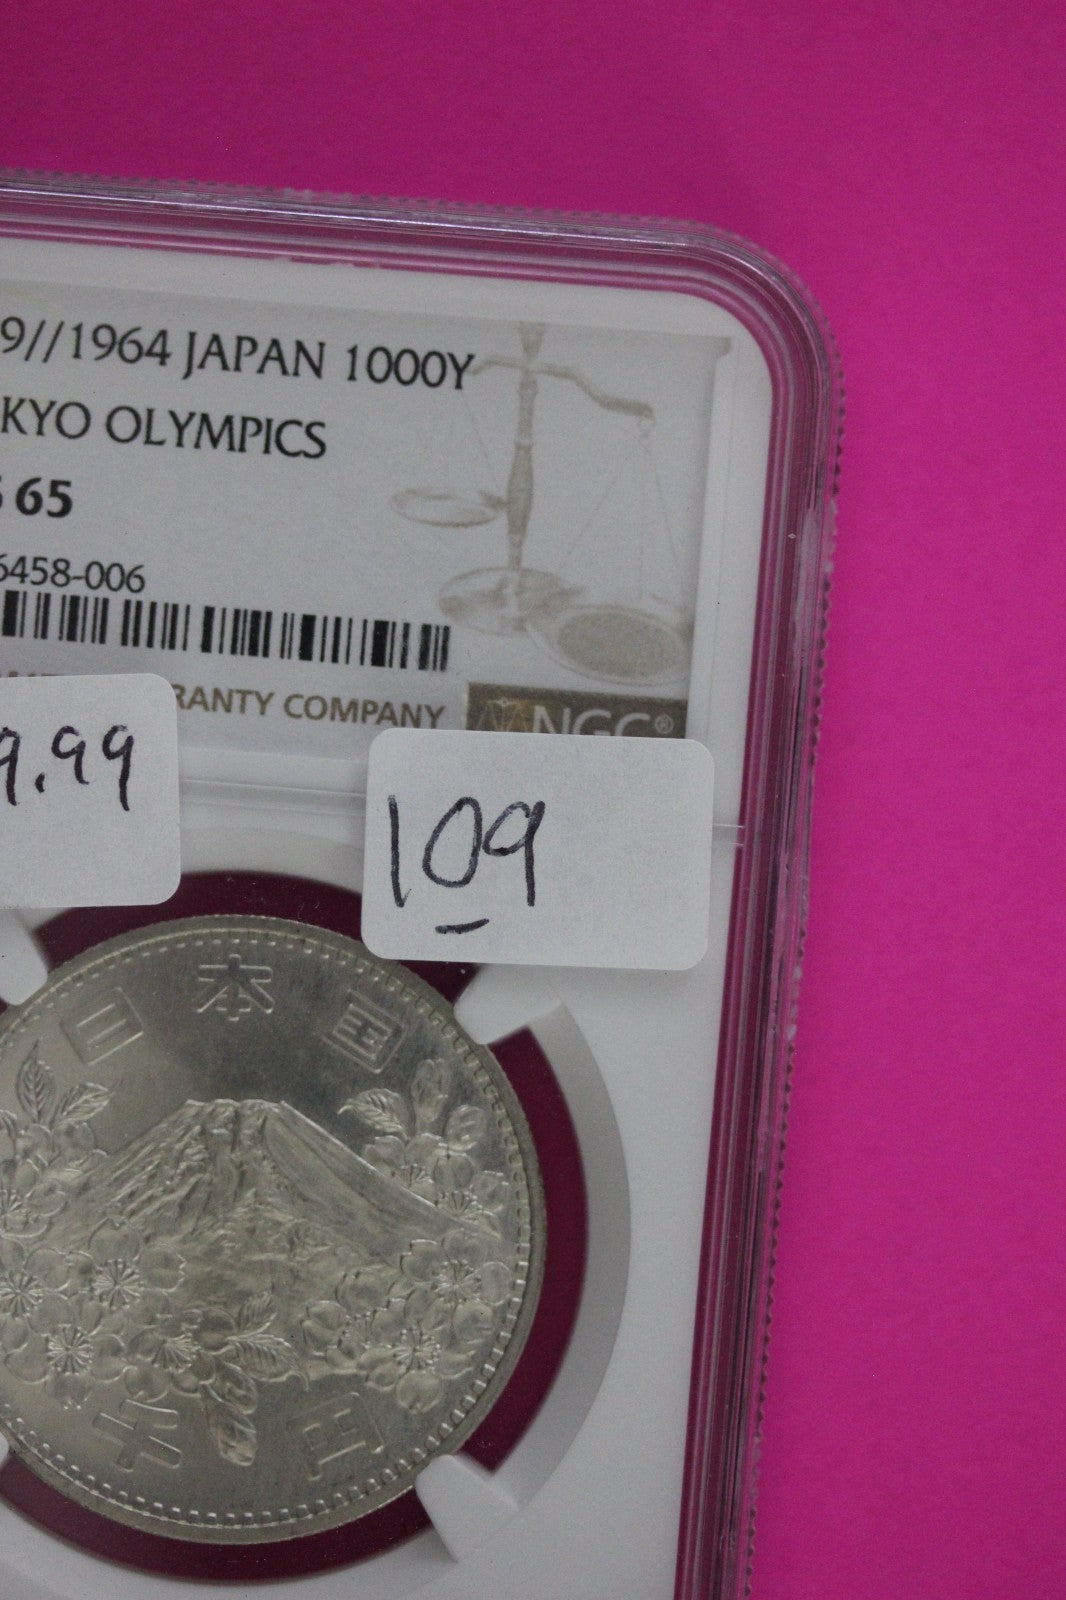 9//1964 JAPAN 1000Y
KYO OLYMPICS
65
6458-006
RANTY COMPANY
NGC®
9.99
109
日本国
千円